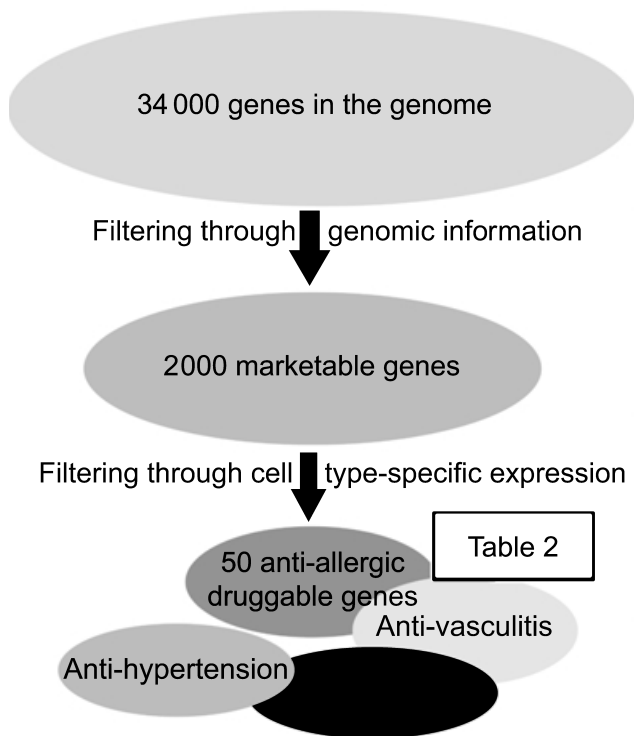 34 000 genes in the genome
Filtering through genomic information
2000 marketable genes
Filtering through cell type-specific expression
50 anti-allergic
druggable genes
Table 2
Anti-vasculitis
Anti-hypertension